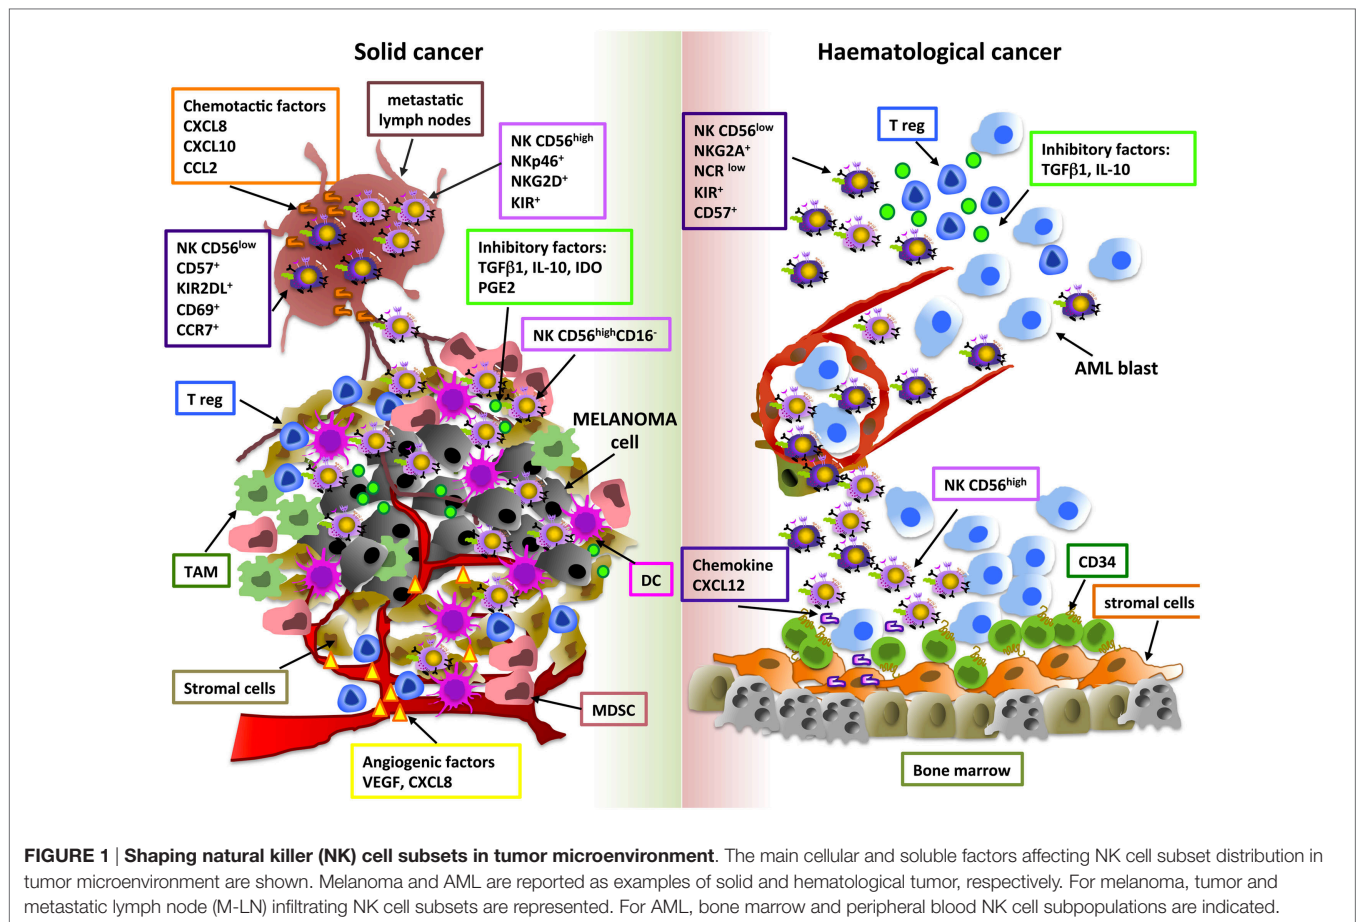 Solid cancer
Chemotactic factors
CXCL8
CXCL10
CCL2
metastatic
lymph nodes
NK CD56high
NKp46+
NKG2D+
KIR+
NK CD56low
CD57+
KIR2DL+
CD69+
CCR7+
Inhibitory factors:
TGFβ1, IL-10, IDO
PGE2
NK CD56highCD16-
T reg
MELANOMA
cell
TAM
DC
Stromal cells
MDSC
Angiogenic factors
VEGF, CXCL8
Haematological cancer
NK CD56low
NKG2A+
NCR low
KIR+
CD57+
T reg
Inhibitory factors:
TGFβ1, IL-10
AML blast
NK CD56high
Chemokine
CXCL12
CD34
stromal cells
Bone marrow
FIGURE 1 | Shaping natural killer (NK) cell subsets in tumor microenvironment. The main cellular and soluble factors affecting NK cell subset distribution in
tumor microenvironment are shown. Melanoma and AML are reported as examples of solid and hematological tumor, respectively. For melanoma, tumor and
metastatic lymph node (M-LN) infiltrating NK cell subsets are represented. For AML, bone marrow and peripheral blood NK cell subpopulations are indicated.